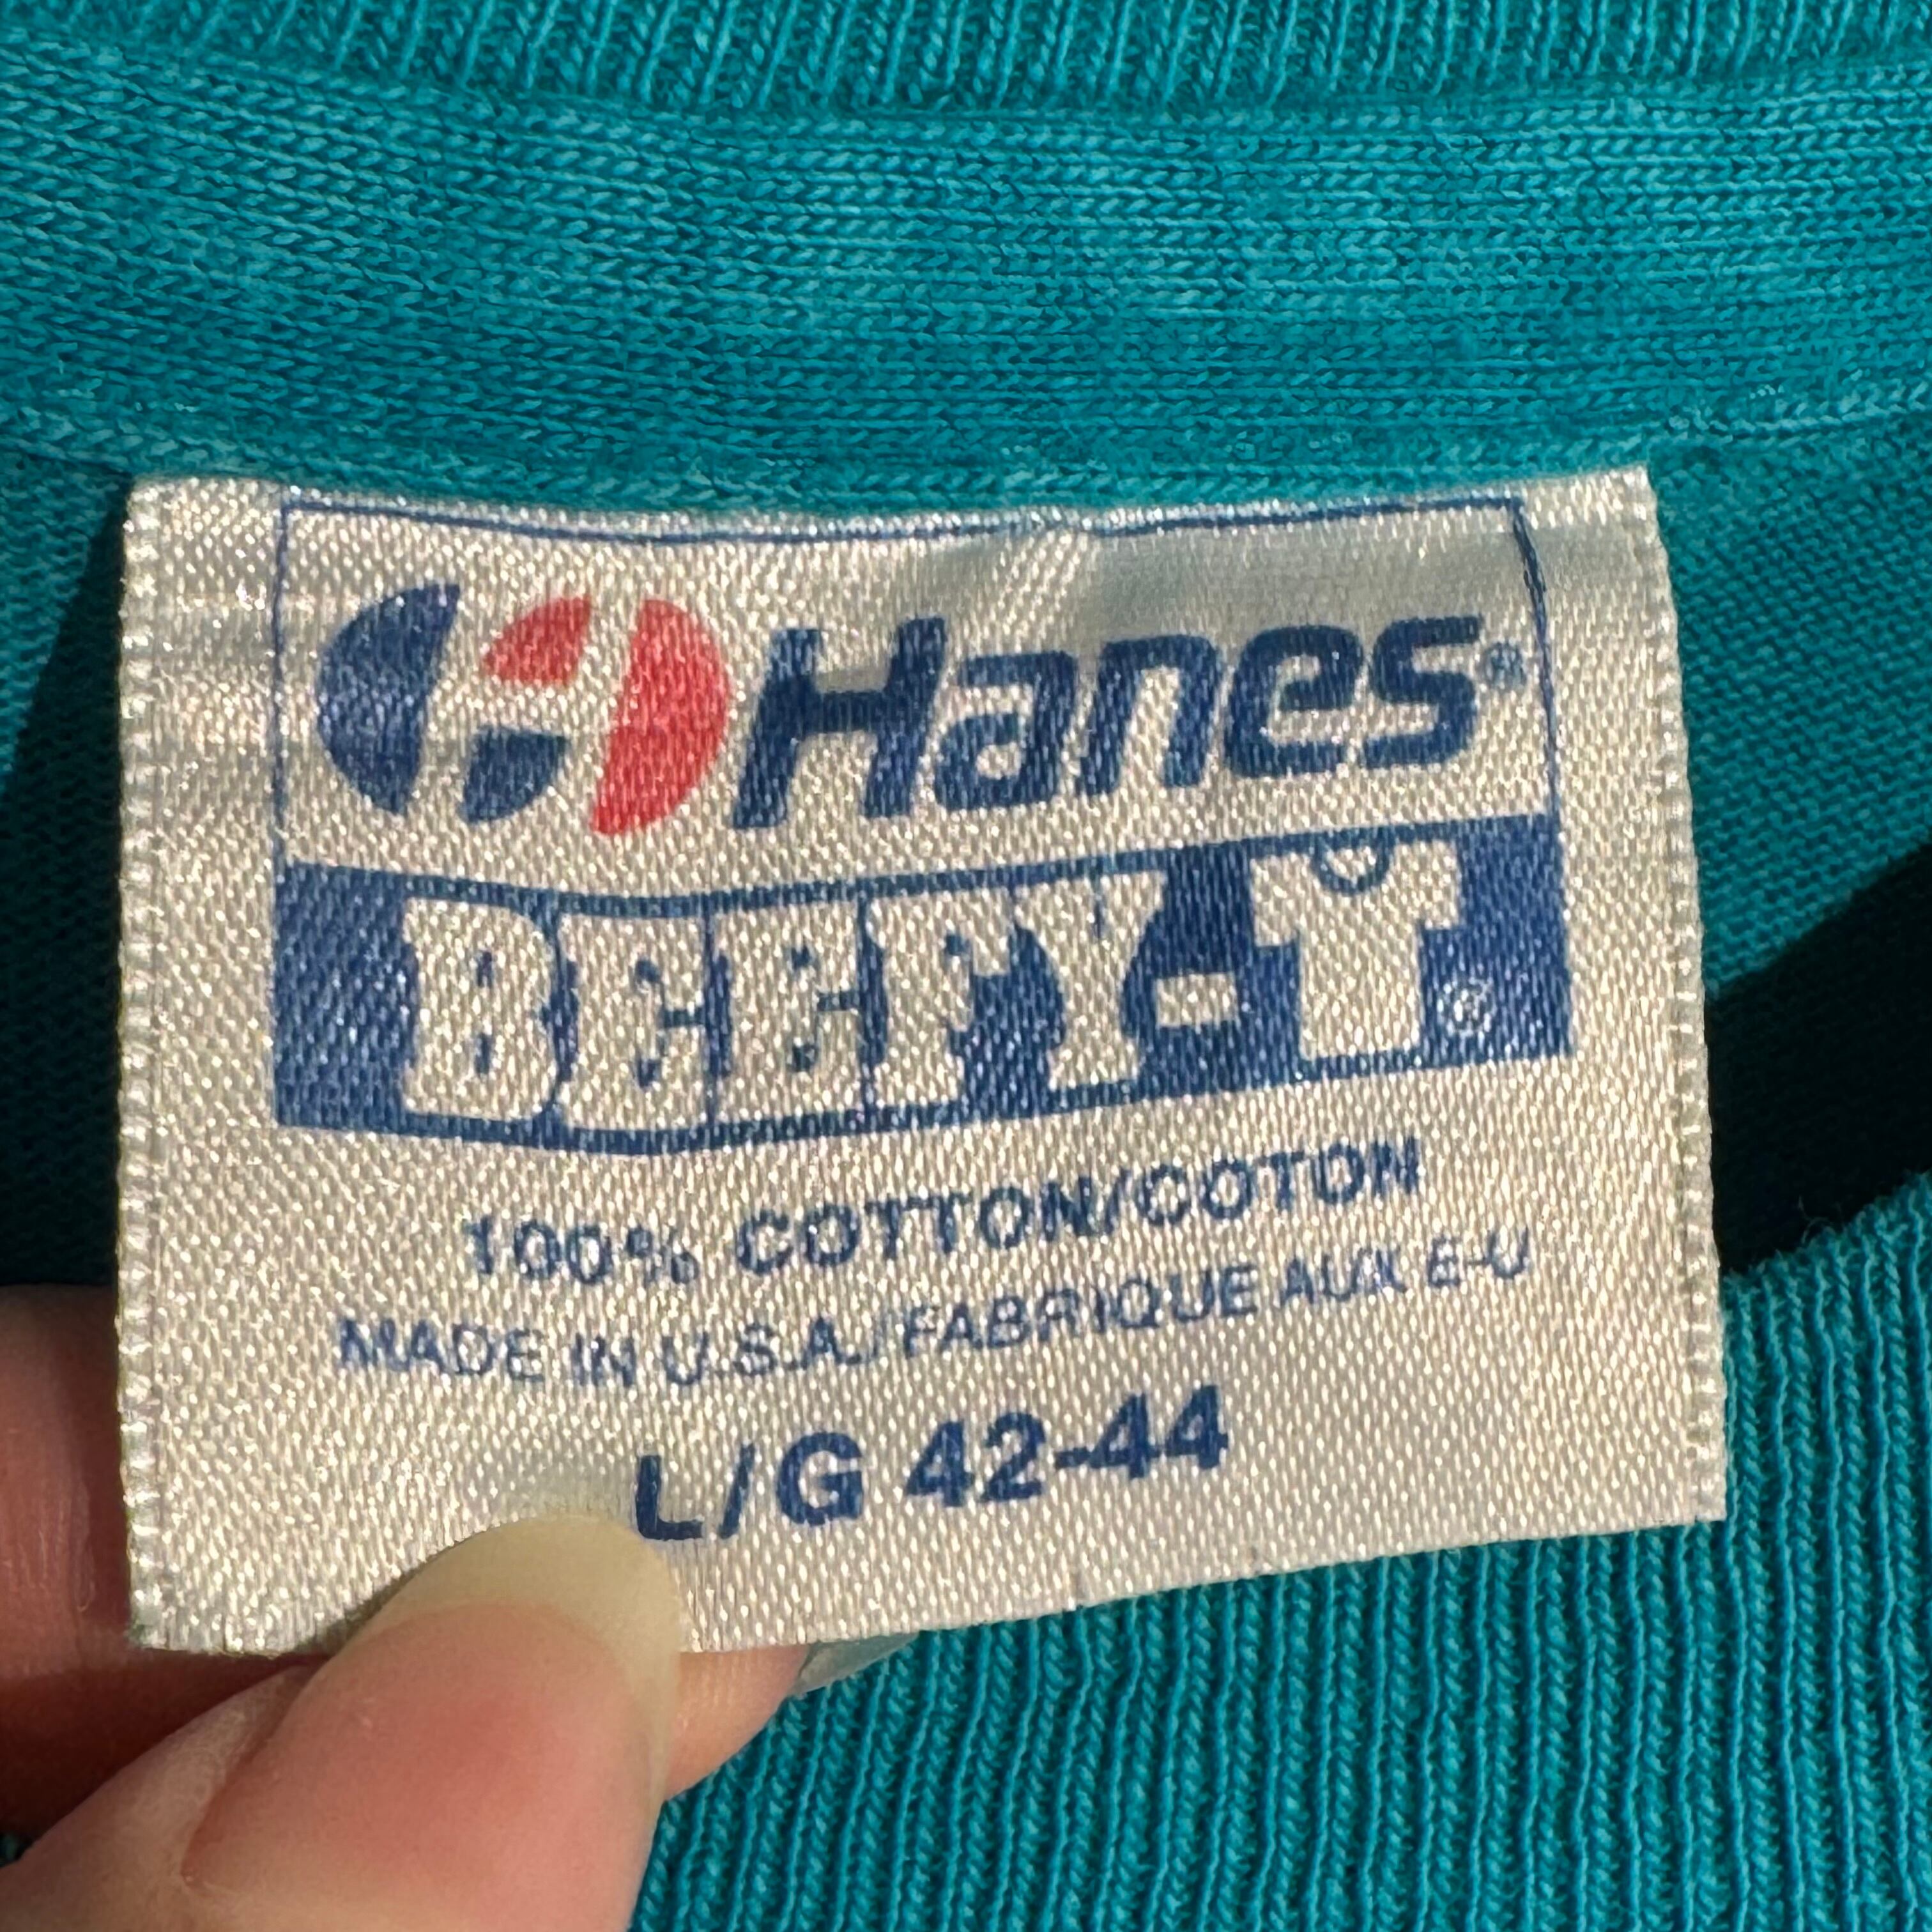 Hanes®
BEEFY-T®
100% COTTON/COTON
MADE IN U.S.A./FABRIQUE AUX E-U
L/G 42-44